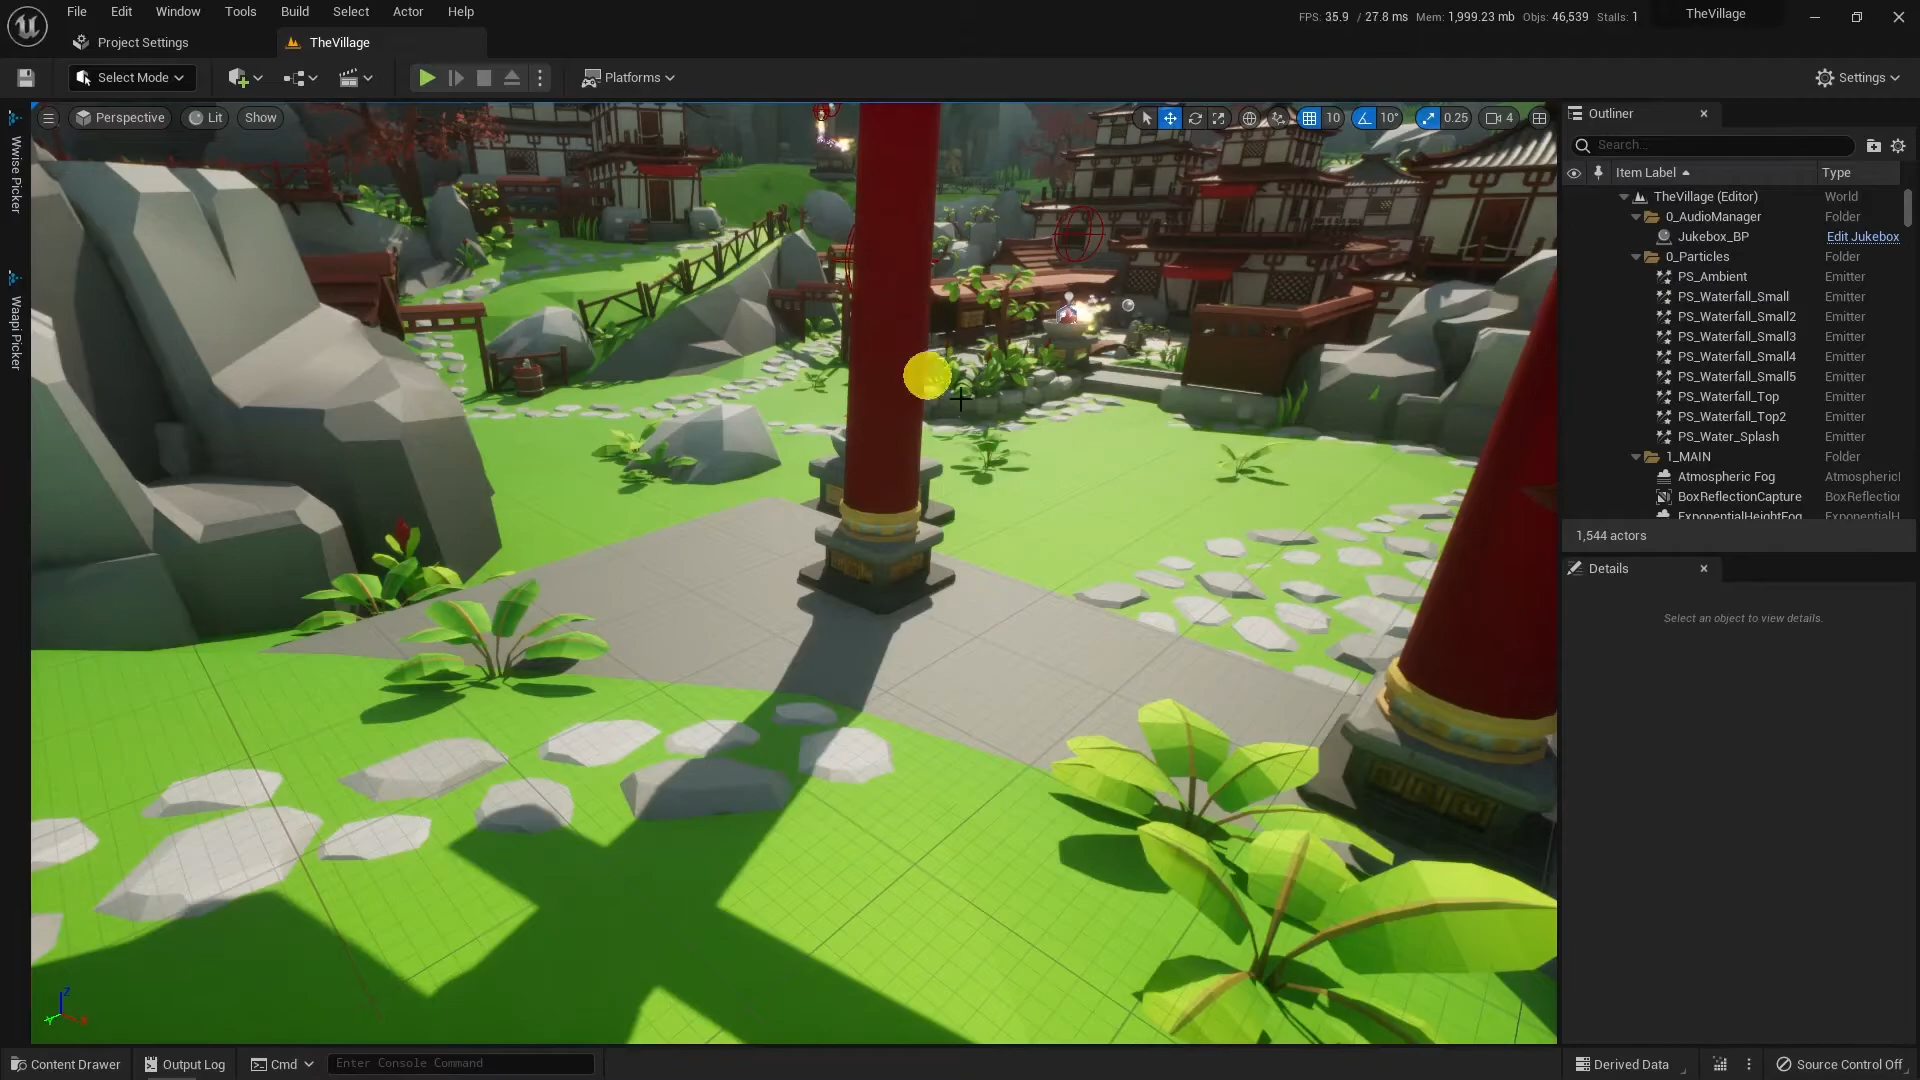 File Edit Window Tools Build Select Actor Help
FPS: 35.9 / 27.8 ms Mem: 1,999.23 mb Objs: 46,539 Stalls: 1
TheVillage
Project Settings
TheVillage
Select Mode
Platforms
Settings
Wwise Picker
Waapi Picker
Perspective
Lit
Show
10
10°
0.25
4
Outliner
Search...
Item Label Type
TheVillage (Editor) World
0_AudioManager Folder
Jukebox_BP Edit Jukebox
0_Particles Folder
PS_Ambient Emitter
PS_Waterfall_Small Emitter
PS_Waterfall_Small2 Emitter
PS_Waterfall_Small3 Emitter
PS_Waterfall_Small4 Emitter
PS_Waterfall_Small5 Emitter
PS_Waterfall_Top Emitter
PS_Waterfall_Top2 Emitter
PS_Water_Splash Emitter
1_MAIN Folder
Atmospheric Fog Atmospheric
BoxReflectionCapture BoxReflection
ExponentialHeightFog ExponentialH
1,544 actors
Details
Select an object to view details.
Z
Y
X
Content Drawer
Output Log
Cmd
Enter Console Command
Derived Data
Source Control Off